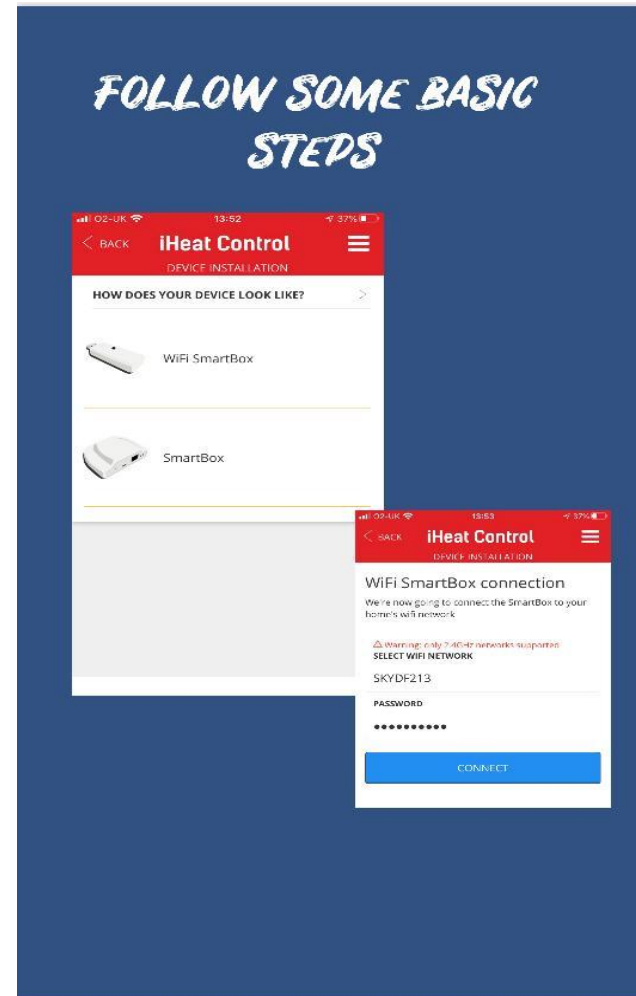 FOLLOW SOME BASIC
STEPS
O2-UK 13:52 37%
< BACK iHeat Control
DEVICE INSTALLATION
HOW DOES YOUR DEVICE LOOK LIKE? >
WiFi SmartBox
SmartBox
O2-UK 13:53 37%
< BACK iHeat Control
DEVICE INSTALLATION
WiFi SmartBox connection
We're now going to connect the SmartBox to your
home's wifi network
Warning: only 2.4GHz networks supported
SELECT WIFI NETWORK
SKYDF213
PASSWORD
••••••••••
CONNECT